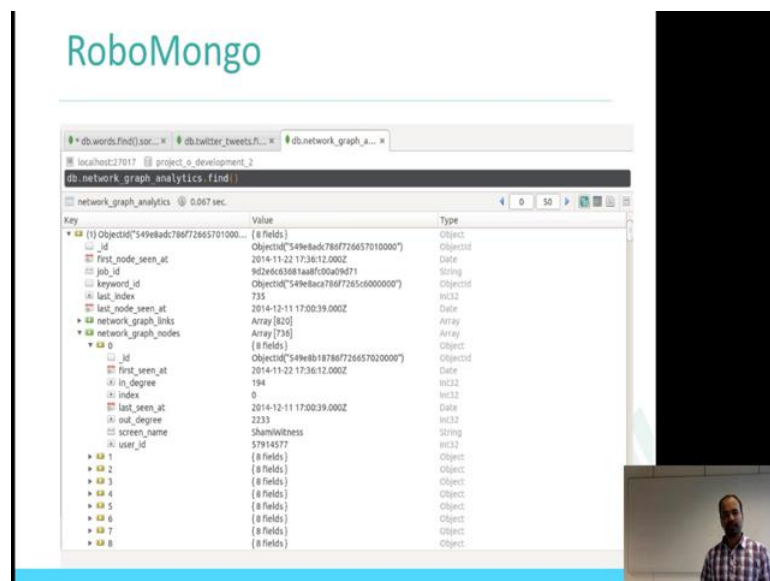 RoboMongo
* db.words.find().sor... × db.twitter_tweets.fi... × db.network_graph_a... ×
localhost:27017 project_o_development_2
db.network_graph_analytics.find()
network_graph_analytics 0.067 sec. 0 50
Key Value Type
(1) ObjectId("549e8adc786f72665701000... { 8 fields } Object
_id ObjectId("549e8adc786f726657010000") ObjectId
first_node_seen_at 2014-11-22 17:36:12.000Z Date
job_id 9d2e6c63681aa8fc00a09d71 String
keyword_id ObjectId("549e8aca786f7265c6000000") ObjectId
last_index 735 Int32
last_node_seen_at 2014-12-11 17:00:39.000Z Date
network_graph_links Array [820] Array
network_graph_nodes Array [736] Array
0 { 8 fields } Object
_id ObjectId("549e8b18786f726657020000") ObjectId
first_seen_at 2014-11-22 17:36:12.000Z Date
in_degree 194 Int32
index 0 Int32
last_seen_at 2014-12-11 17:00:39.000Z Date
out_degree 2233 Int32
screen_name ShamiWitness String
user_id 57914577 Int32
1 { 8 fields } Object
2 { 8 fields } Object
3 { 8 fields } Object
4 { 8 fields } Object
5 { 8 fields } Object
6 { 8 fields } Object
7 { 8 fields } Object
8 { 8 fields } Object